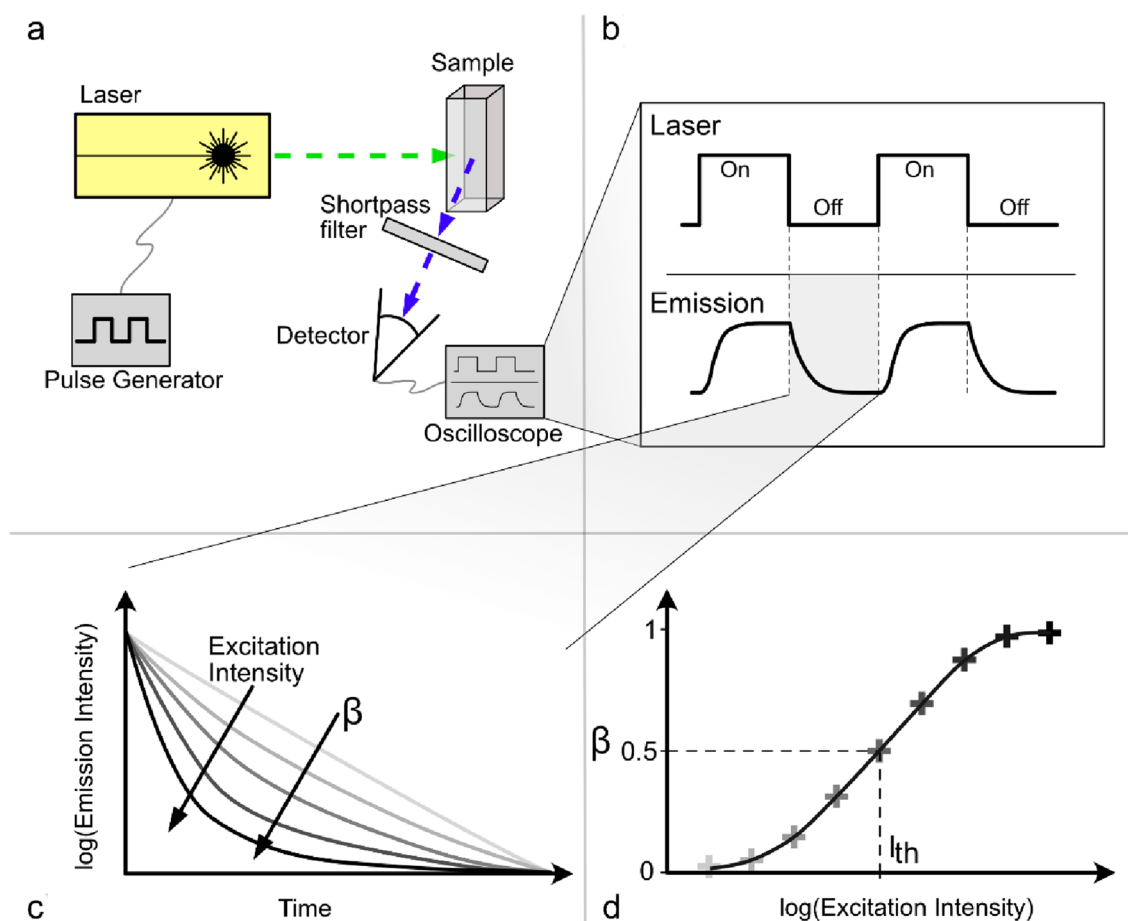 a
Laser
Sample
Shortpass
filter
Detector
Pulse Generator
Oscilloscope
b
Laser
On
On
Off
Off
Emission
log(Emission Intensity)
Excitation
Intensity
β
c
Time
1
β
0.5
0
Ith
d
log(Excitation Intensity)